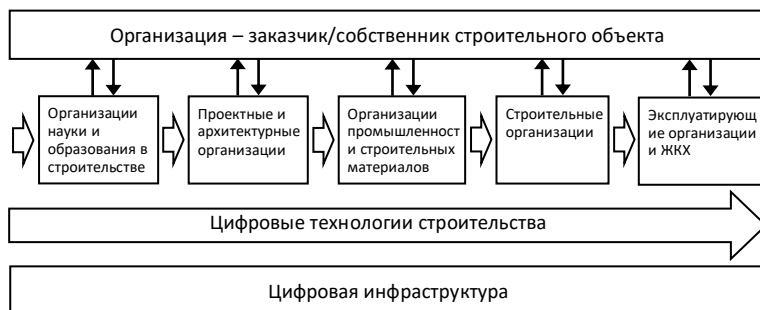 Организация – заказчик/собственник строительного объекта
Организации
науки и
образования в
строительстве
Проектные и
архитектурные
организации
Организации
промышленност
и строительных
материалов
Строительные
организации
Эксплуатирующ
ие организации
и ЖКХ
Цифровые технологии строительства
Цифровая инфраструктура